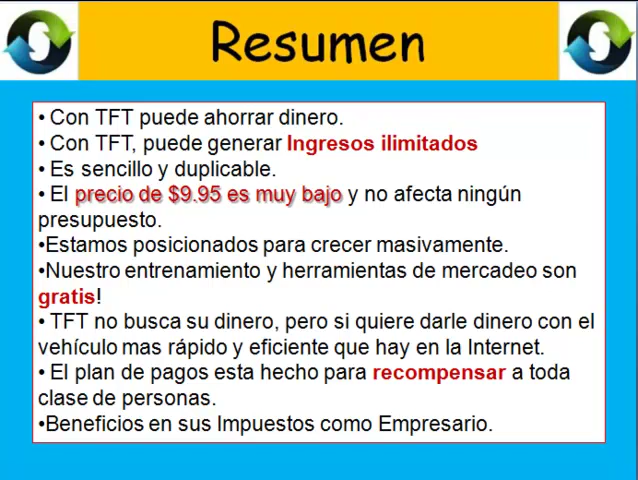 Resumen
• Con TFT puede ahorrar dinero.
• Con TFT, puede generar Ingresos ilimitados
• Es sencillo y duplicable.
• El precio de $9.95 es muy bajo y no afecta ningún
presupuesto.
•Estamos posicionados para crecer masivamente.
•Nuestro entrenamiento y herramientas de mercadeo son
gratis!
• TFT no busca su dinero, pero si quiere darle dinero con el
vehículo mas rápido y eficiente que hay en la Internet.
• El plan de pagos esta hecho para recompensar a toda
clase de personas.
•Beneficios en sus Impuestos como Empresario.